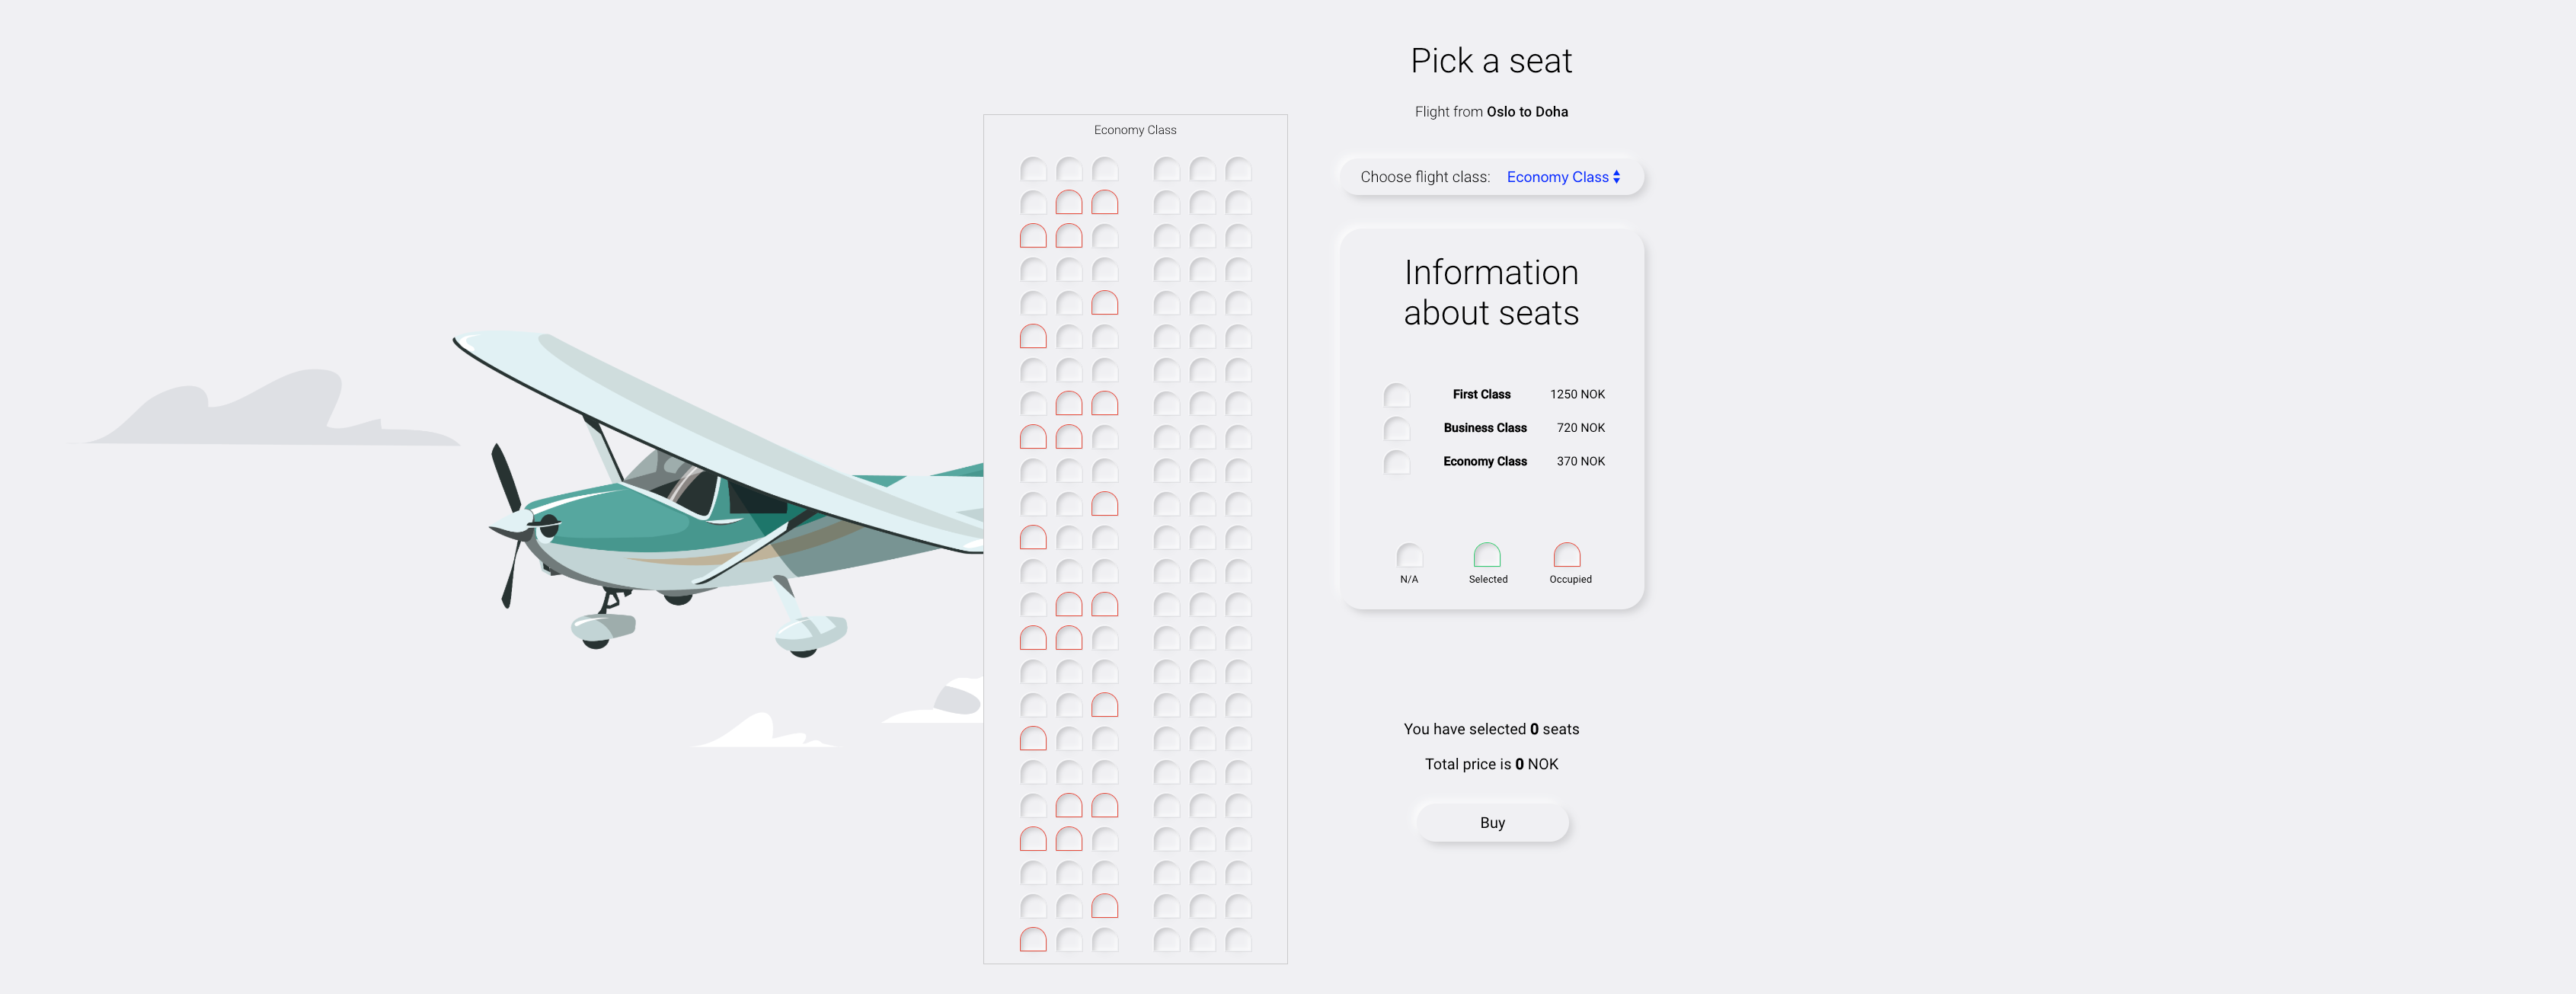 Pick a seat
Flight from Oslo to Doha
Economy Class
Choose flight class: Economy Class
Information
about seats
First Class 1250 NOK
Business Class 720 NOK
Economy Class 370 NOK
N/A Selected Occupied
You have selected 0 seats
Total price is 0 NOK
Buy